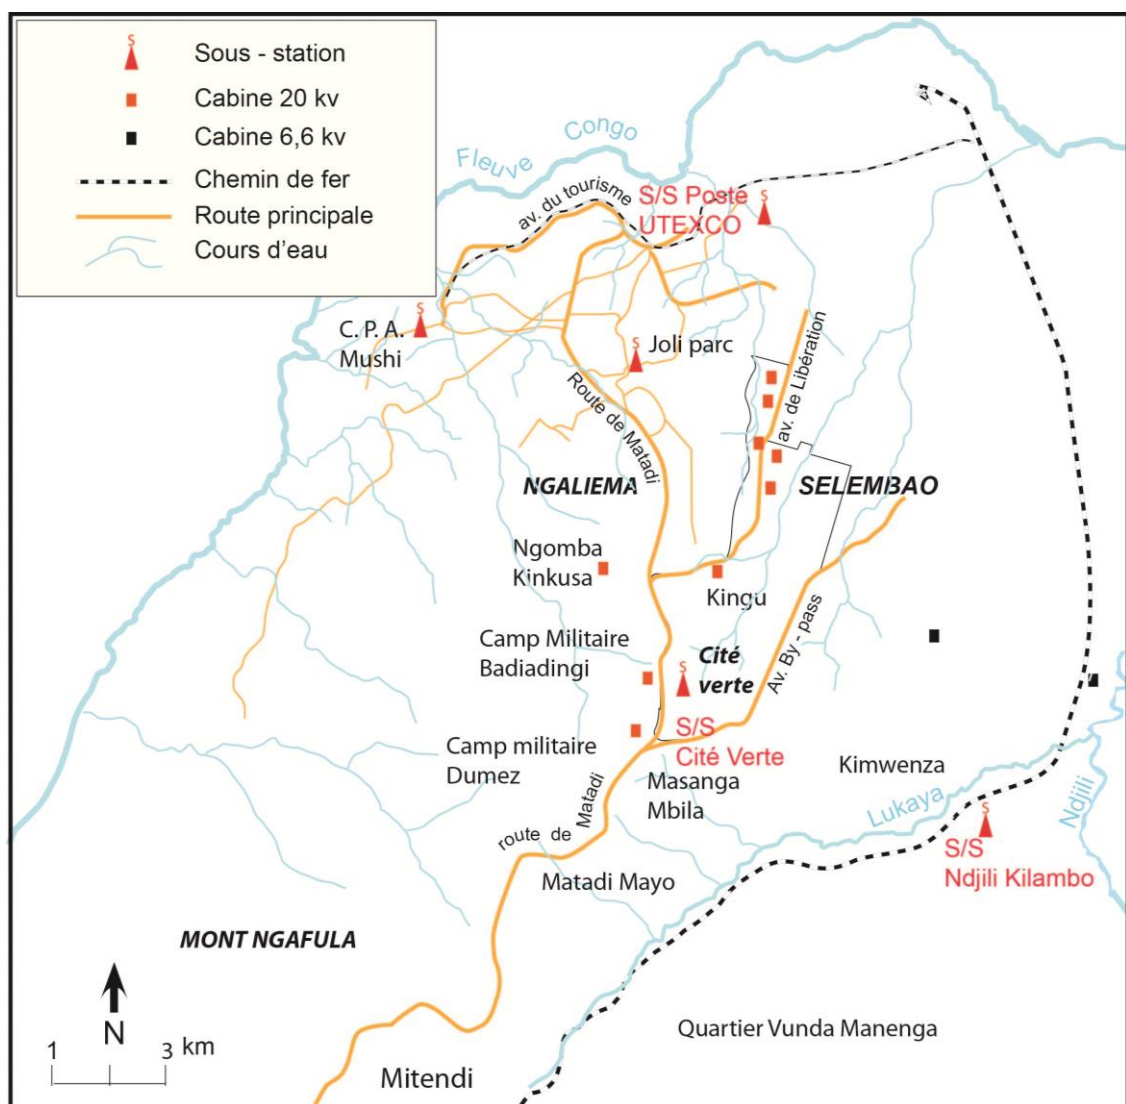 S
Sous - station
Cabine 20 kv
Cabine 6,6 kv
Chemin de fer
Route principale
Cours d'eau
Fleuve Congo
av. du tourisme
S/S Poste
UTEXCO
S
S
C. P. A.
Mushi
S
Joli parc
av. de Libération
Route de Matadi
NGALIEMA
SELEMBAO
Ngomba
Kinkusa
Kingu
Camp Militaire
Badiadingi
S
Cité
verte
Av. By - pass
S/S
Cité Verte
Camp militaire
Dumez
Masanga
Mbila
Kimwenza
Lukaya
Ndjili
route de Matadi
S
S/S
Ndjili Kilambo
Matadi Mayo
MONT NGAFULA
N
1 3 km
Quartier Vunda Manenga
Mitendi